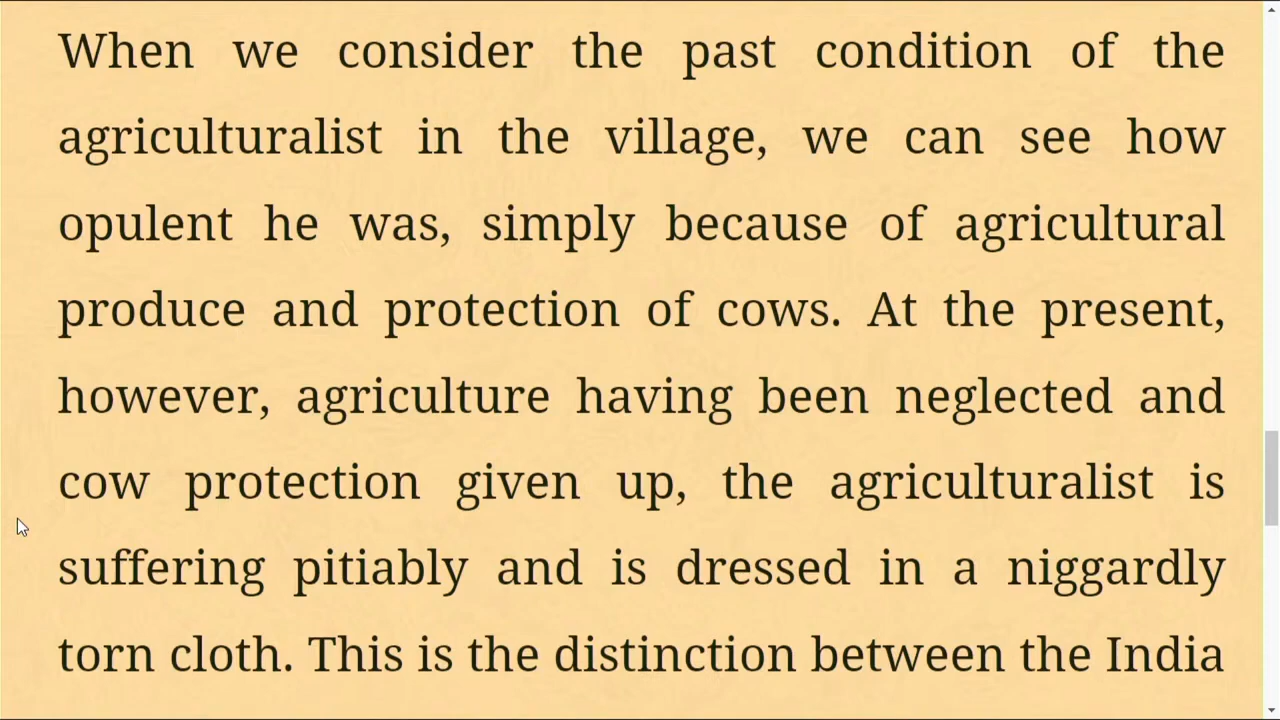 When we consider the past condition of the
agriculturalist in the village, we can see how
opulent he was, simply because of agricultural
produce and protection of cows. At the present,
however, agriculture having been neglected and
cow protection given up, the agriculturalist is
suffering pitiably and is dressed in a niggardly
torn cloth. This is the distinction between the India